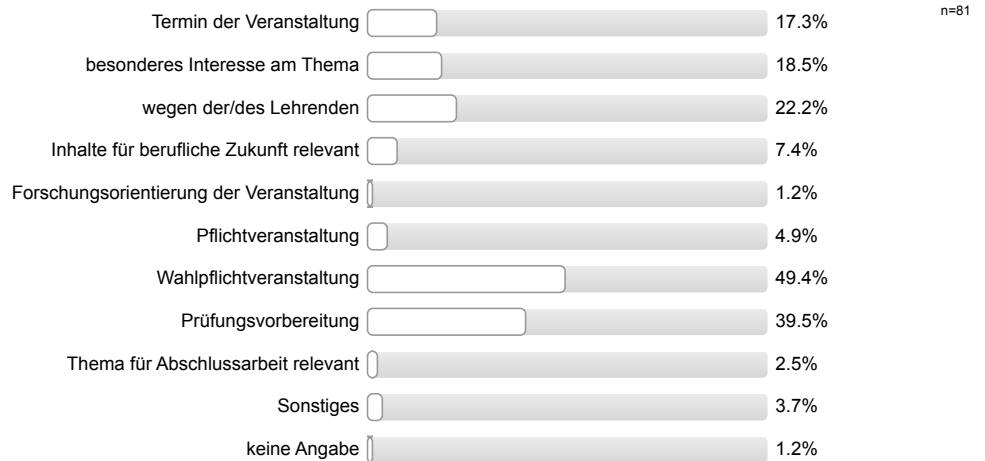 n=81
Termin der Veranstaltung 17.3%
besonderes Interesse am Thema 18.5%
wegen der/des Lehrenden 22.2%
Inhalte für berufliche Zukunft relevant 7.4%
Forschungsorientierung der Veranstaltung 1.2%
Pflichtveranstaltung 4.9%
Wahlpflichtveranstaltung 49.4%
Prüfungsvorbereitung 39.5%
Thema für Abschlussarbeit relevant 2.5%
Sonstiges 3.7%
keine Angabe 1.2%